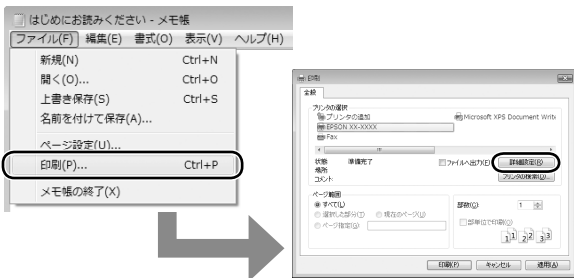 はじめにお読みください - メモ帳
ファイル(F) 編集(E) 書式(O) 表示(V) ヘルプ(H)
新規(N) Ctrl+N
開く(O)... Ctrl+O
上書き保存(S) Ctrl+S
名前を付けて保存(A)...
ページ設定(U)...
印刷(P)... Ctrl+P
メモ帳の終了(X)
印刷
全般
プリンタの選択
プリンタの追加 Microsoft XPS Document Write
EPSON XX-XXXX
Fax
状態 準備完了 ファイルへ出力(F) 詳細設定(R)
場所
コメント プリンタの検索(D)...
ページ範囲
すべて(L) 部数(C): 1
選択した部分(T) 現在のページ(U)
ページ指定(G): 部単位で印刷(O)
1 1 2 2 3 3
印刷(P) キャンセル 適用(A)